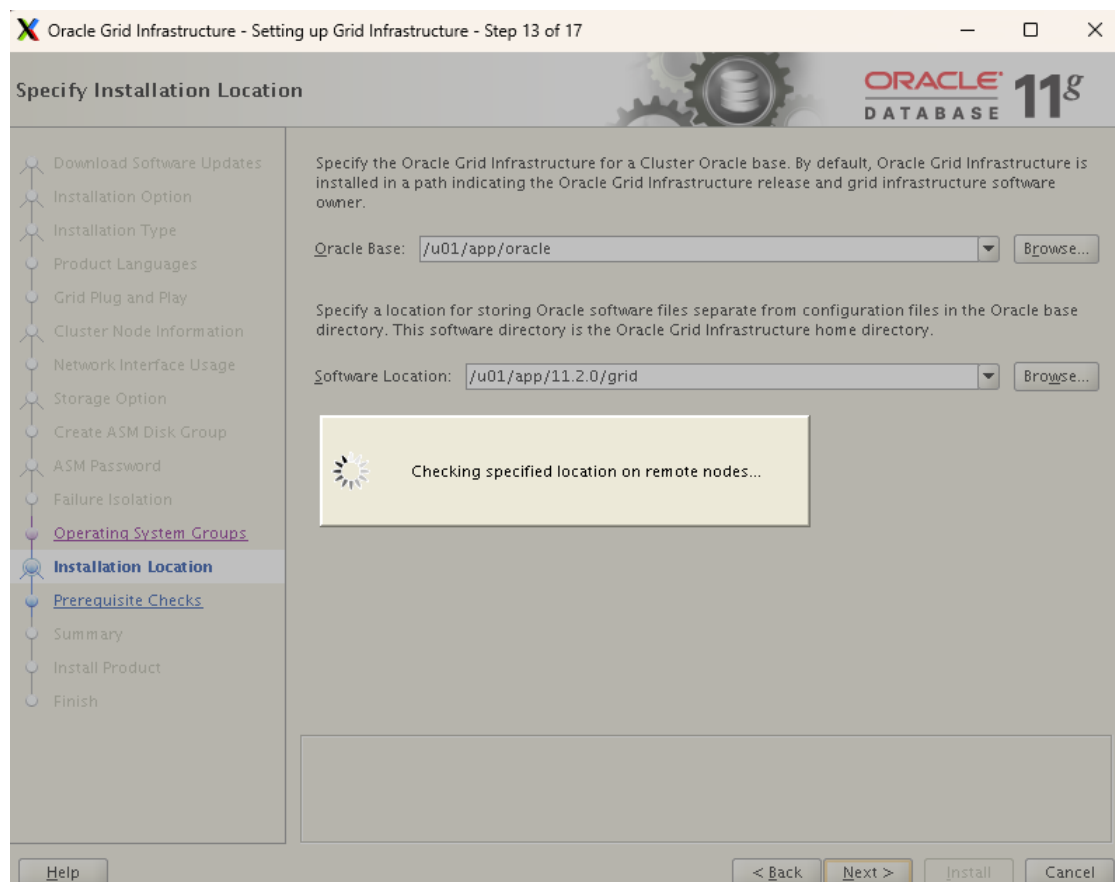 Oracle Grid Infrastructure - Setting up Grid Infrastructure - Step 13 of 17
Specify Installation Location
ORACLE
DATABASE
11g
Download Software Updates
Installation Option
Installation Type
Product Languages
Grid Plug and Play
Cluster Node Information
Network Interface Usage
Storage Option
Create ASM Disk Group
ASM Password
Failure Isolation
Operating System Groups
Installation Location
Prerequisite Checks
Summary
Install Product
Finish
Specify the Oracle Grid Infrastructure for a Cluster Oracle base. By default, Oracle Grid Infrastructure is
installed in a path indicating the Oracle Grid Infrastructure release and grid infrastructure software
owner.
Oracle Base: /u01/app/oracle Browse...
Specify a location for storing Oracle software files separate from configuration files in the Oracle base
directory. This software directory is the Oracle Grid Infrastructure home directory.
Software Location: /u01/app/11.2.0/grid Browse...
Checking specified location on remote nodes...
Help < Back Next > Install Cancel